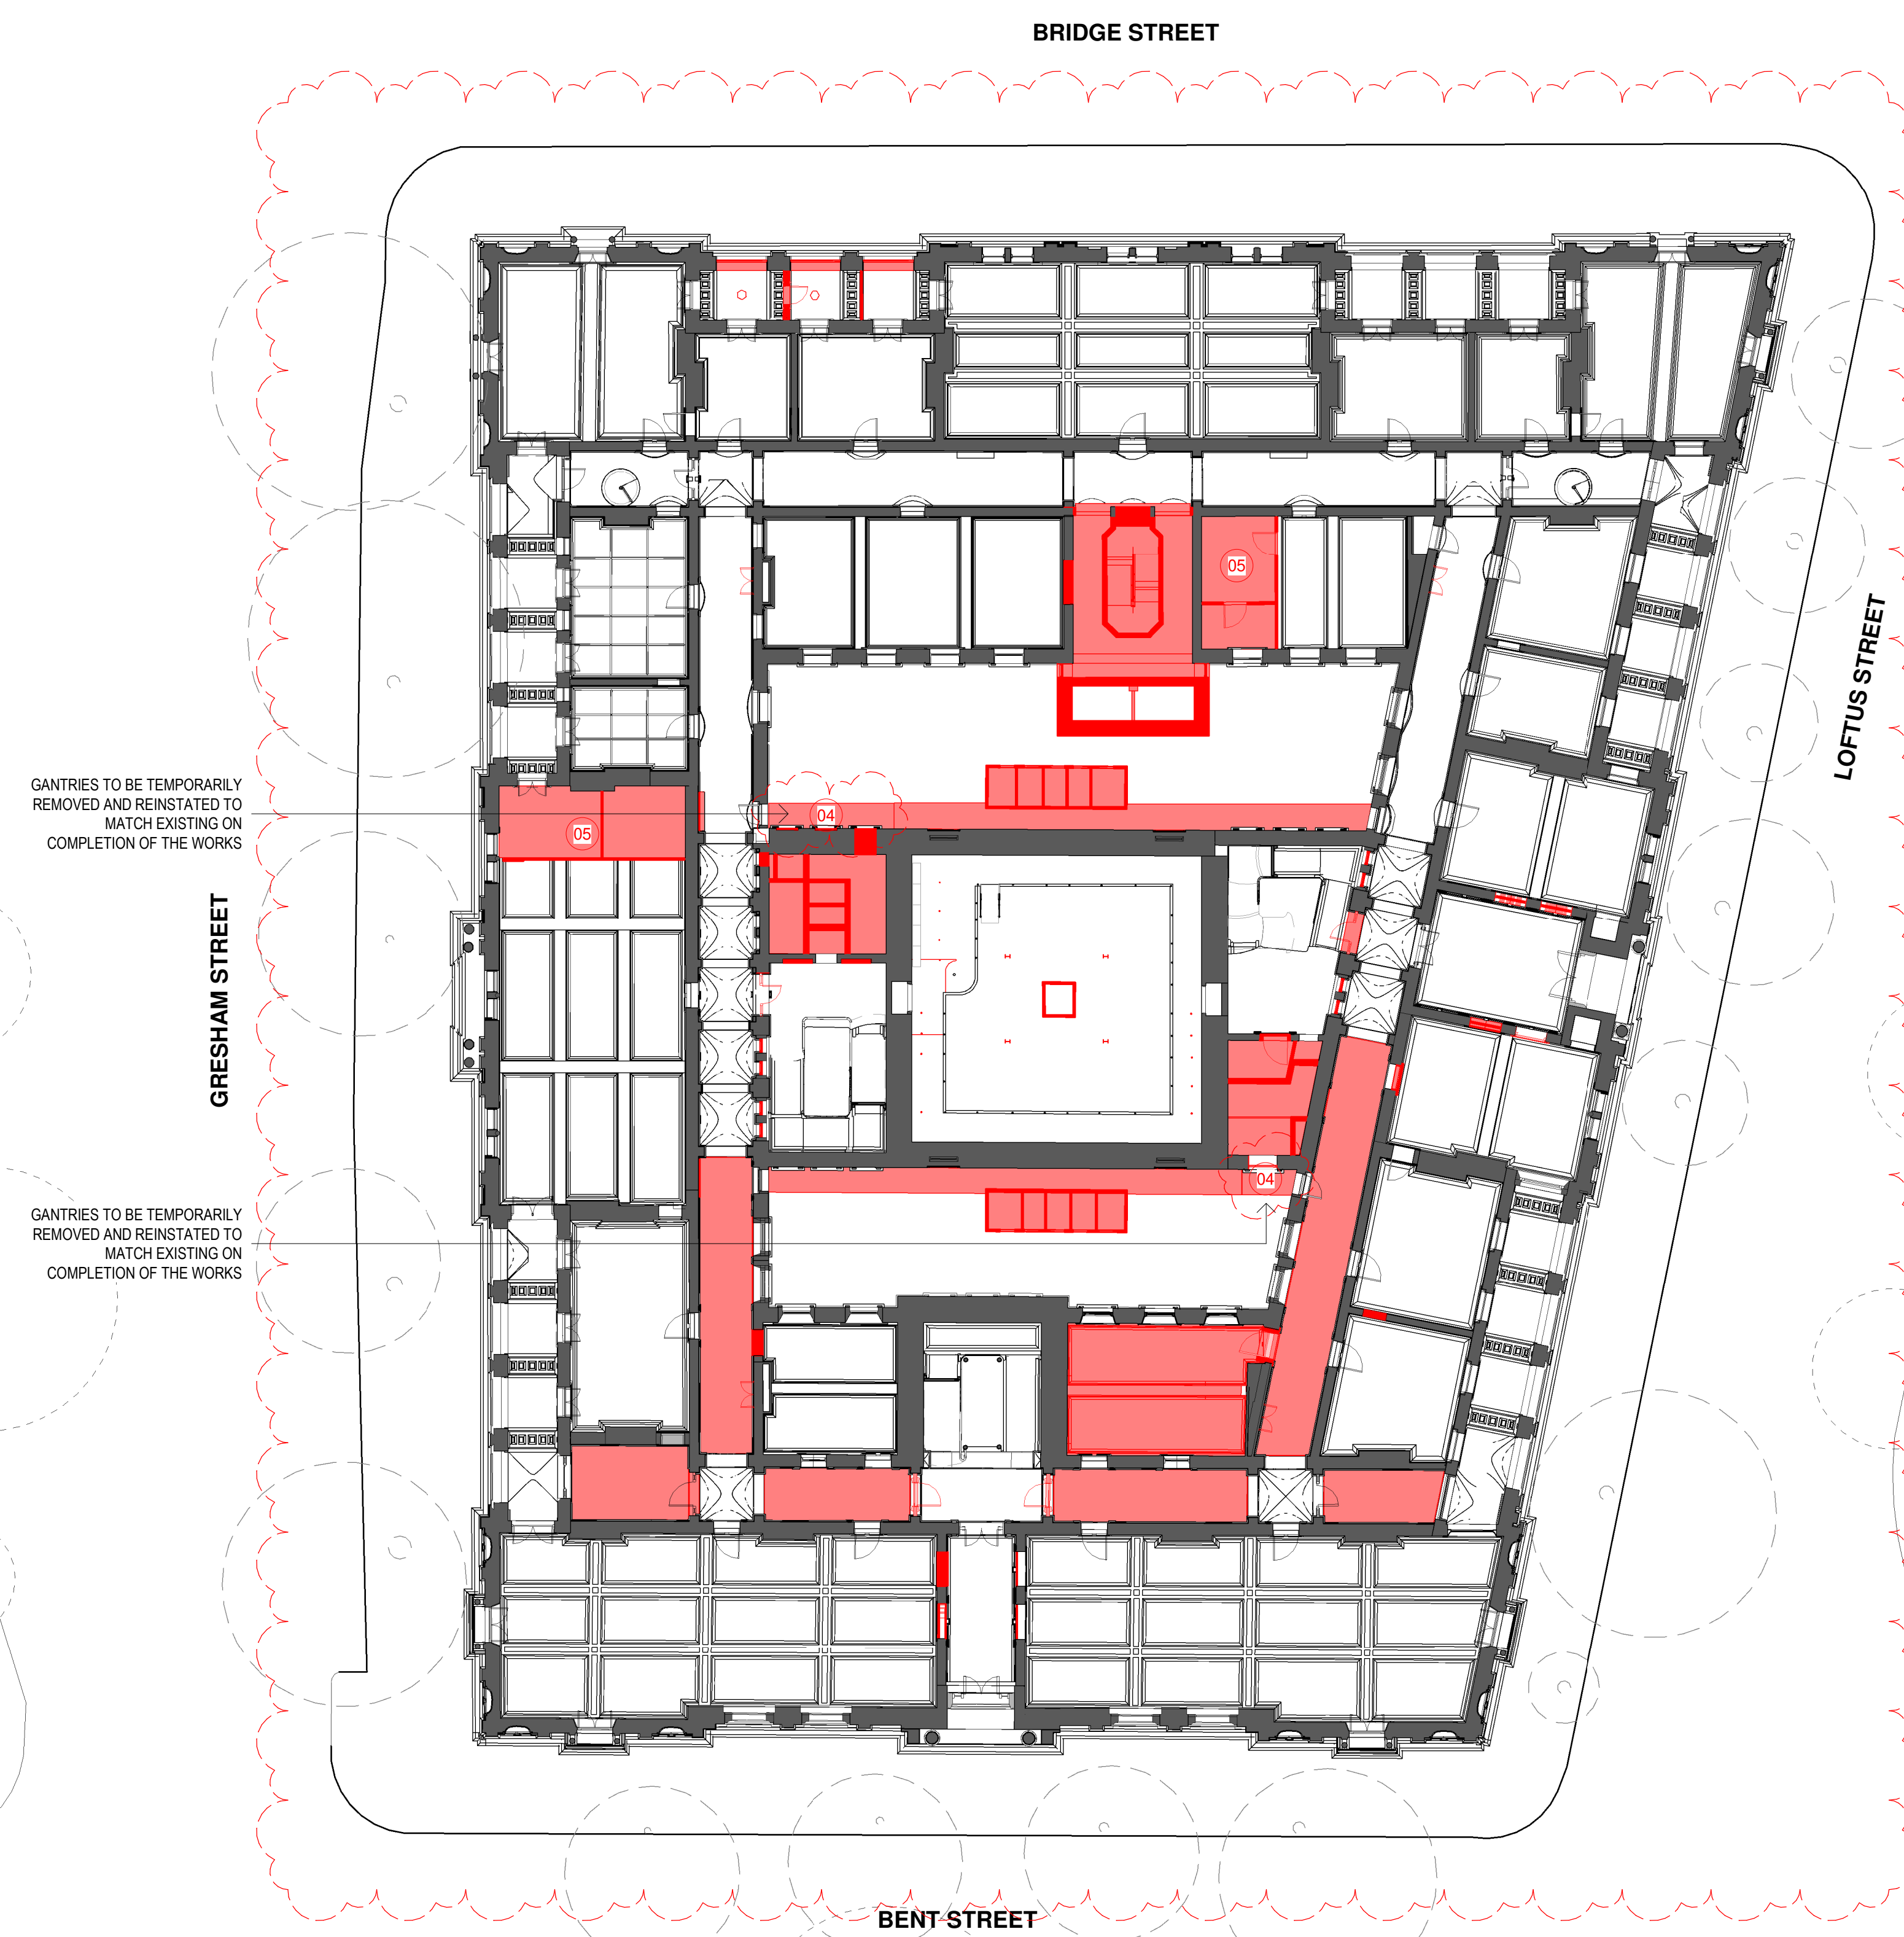 BRIDGE STREET
05
LOFTUS STREET
GANTRIES TO BE TEMPORARILY
REMOVED AND REINSTATED TO
MATCH EXISTING ON
COMPLETION OF THE WORKS
04
05
GRESHAM STREET
GANTRIES TO BE TEMPORARILY
REMOVED AND REINSTATED TO
MATCH EXISTING ON
COMPLETION OF THE WORKS
04
BENT STREET